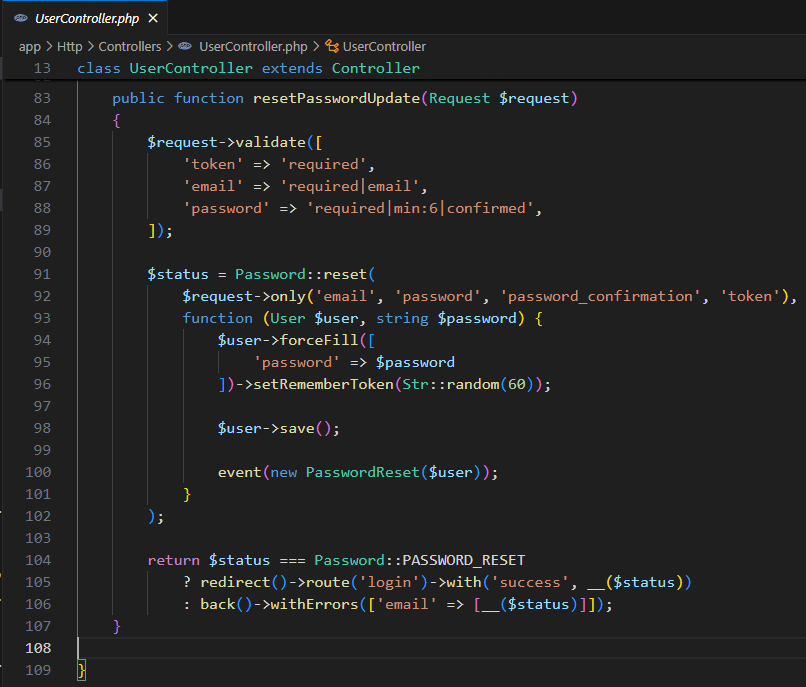 UserController.php
app > Http > Controllers > UserController.php > UserController
13 class UserController extends Controller
83     public function resetPasswordUpdate(Request $request)
84     {
85         $request->validate([
86             'token' => 'required',
87             'email' => 'required|email',
88             'password' => 'required|min:6|confirmed',
89         ]);
90
91         $status = Password::reset(
92             $request->only('email', 'password', 'password_confirmation', 'token'),
93             function (User $user, string $password) {
94                 $user->forceFill([
95                     'password' => $password
96                 ])->setRememberToken(Str::random(60));
97
98                 $user->save();
99
100                 event(new PasswordReset($user));
101             }
102         );
103
104         return $status === Password::PASSWORD_RESET
105             ? redirect()->route('login')->with('success', __($status))
106             : back()->withErrors(['email' => [__($status)]]);
107     }
108
109 }